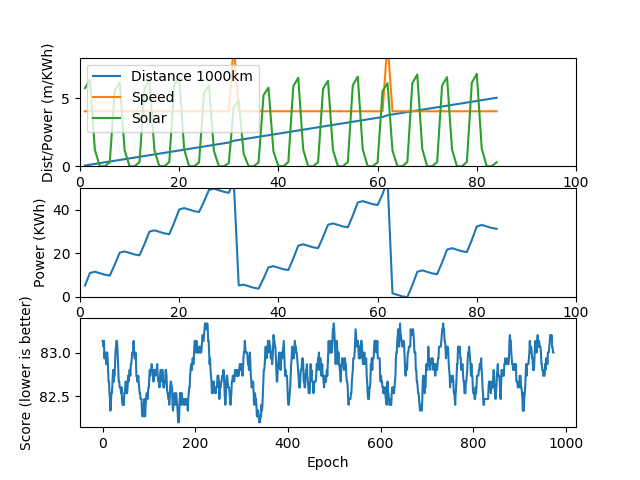 Dist/Power (m/KWh)
Distance 1000km
Speed
Solar
5
0
0 20 40 60 80 100
Power (KWh)
40
20
0
0 20 40 60 80 100
Score (lower is better)
83.0
82.5
0 200 400 600 800 1000
Epoch